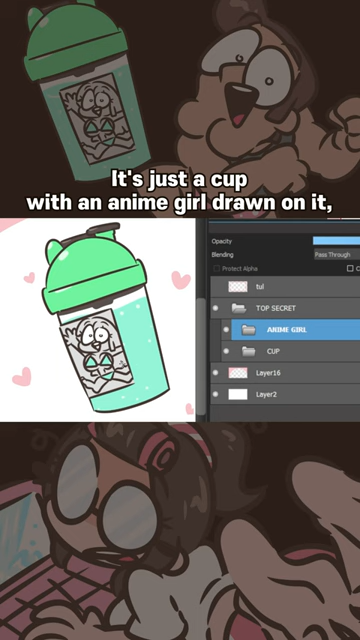 It's just a cup
with an anime girl drawn on it,
Opacity
Blending
Pass Through
Protect Alpha
tul
TOP SECRET
ANIME GIRL
CUP
Layer16
Layer2